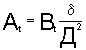 Aₜ = Bₜ δ/Д²